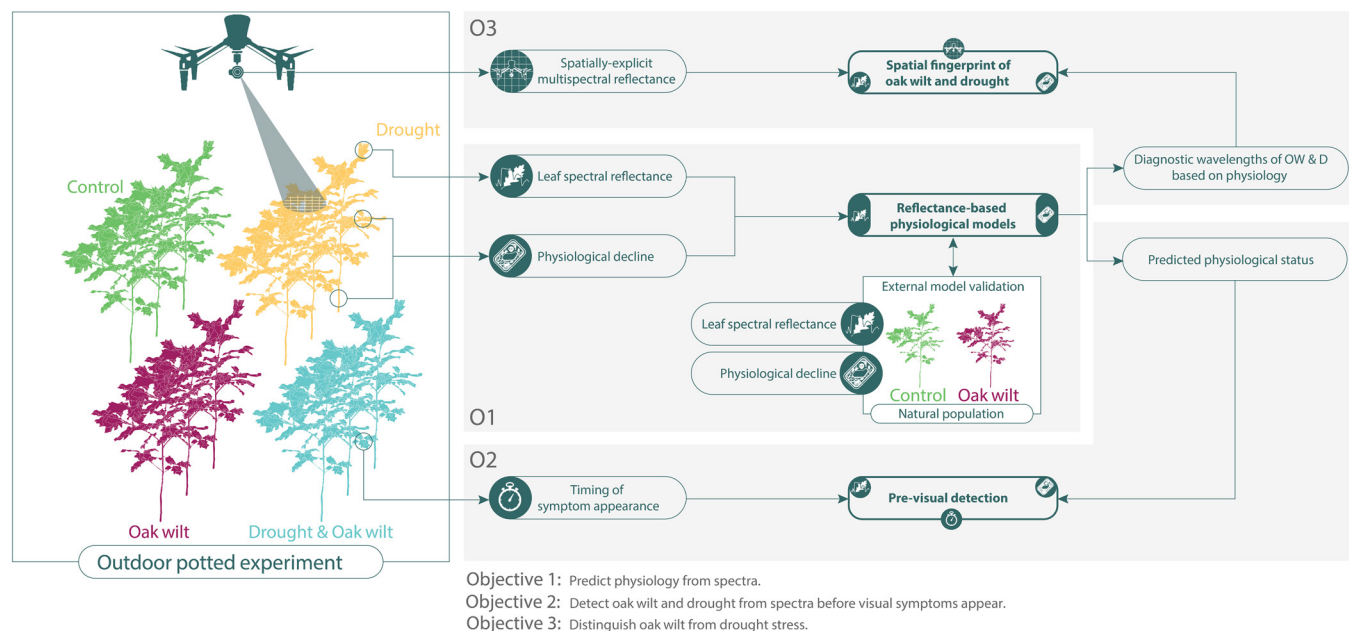 Drought
Control
Oak wilt
Drought & Oak wilt
Outdoor potted experiment
O3
Spatially-explicit
multispectral reflectance
Spatial fingerprint of
oak wilt and drought
Diagnostic wavelengths of OW & D
based on physiology
Leaf spectral reflectance
Physiological decline
Reflectance-based
physiological models
Predicted physiological status
External model validation
Leaf spectral reflectance
Physiological decline
Control
Oak wilt
Natural population
O1
O2
Timing of
symptom appearance
Pre-visual detection
Objective 1: Predict physiology from spectra.
Objective 2: Detect oak wilt and drought from spectra before visual symptoms appear.
Objective 3: Distinguish oak wilt from drought stress.